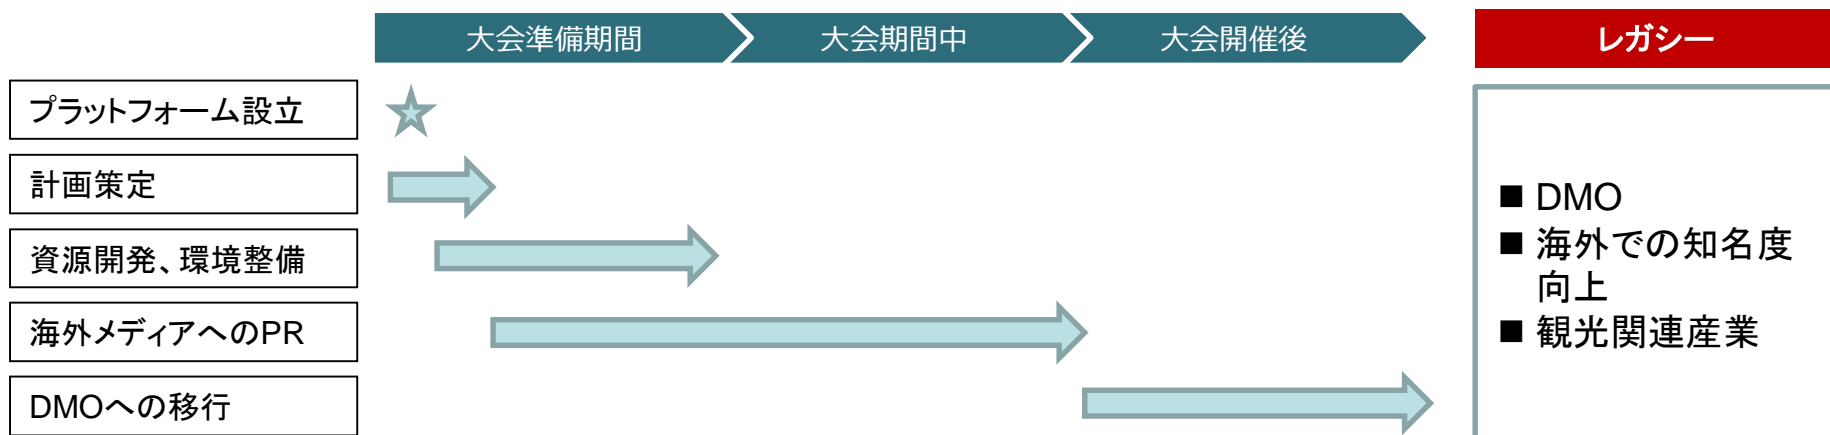 大会準備期間
大会期間中
大会開催後
レガシー
プラットフォーム設立
計画策定
資源開発、環境整備
海外メディアへのPR
DMOへの移行
■ DMO
■ 海外での知名度
向上
■ 観光関連産業